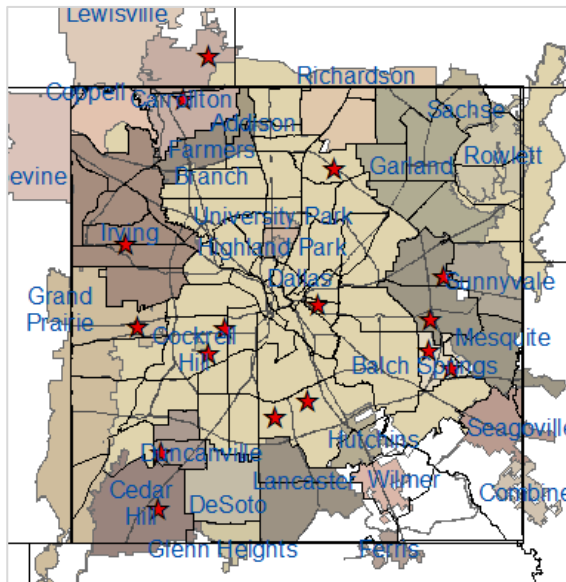 Lewisville
Richardson
Coppell
Carrollton
Sachse
Addison
Farmers
Branch
Garland
Rowlett
evine
University Park
Irving
Highland Park
Dallas
Sunnyvale
Grand
Prairie
Cockrell
Hill
Mesquite
Balch Springs
Seagoville
Hutchins
Duncanville
Lancaster
Wilmer
Cedar
Hill
DeSoto
Combine
Glenn Heights
Ferris